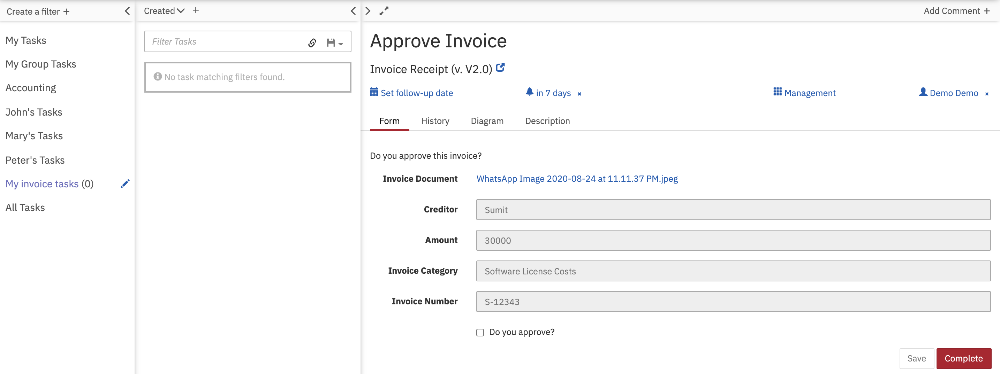 Create a filter +
Created +
Add Comment +
My Tasks
My Group Tasks
Accounting
John's Tasks
Mary's Tasks
Peter's Tasks
My invoice tasks (0)
All Tasks
Filter Tasks
No task matching filters found.
Approve Invoice
Invoice Receipt (v. V2.0)
Set follow-up date
in 7 days ×
Management
Demo Demo ×
Form
History
Diagram
Description
Do you approve this invoice?
Invoice Document WhatsApp Image 2020-08-24 at 11.11.37 PM.jpeg
Creditor Sumit
Amount 30000
Invoice Category Software License Costs
Invoice Number S-12343
Do you approve?
Save
Complete